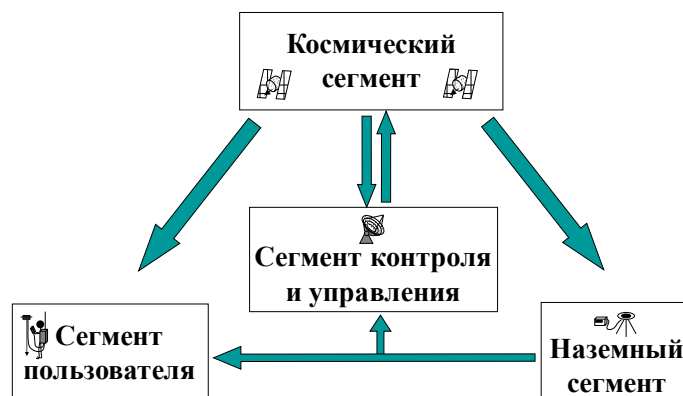 Космический
сегмент
Сегмент контроля
и управления
Сегмент
пользователя
Наземный
сегмент